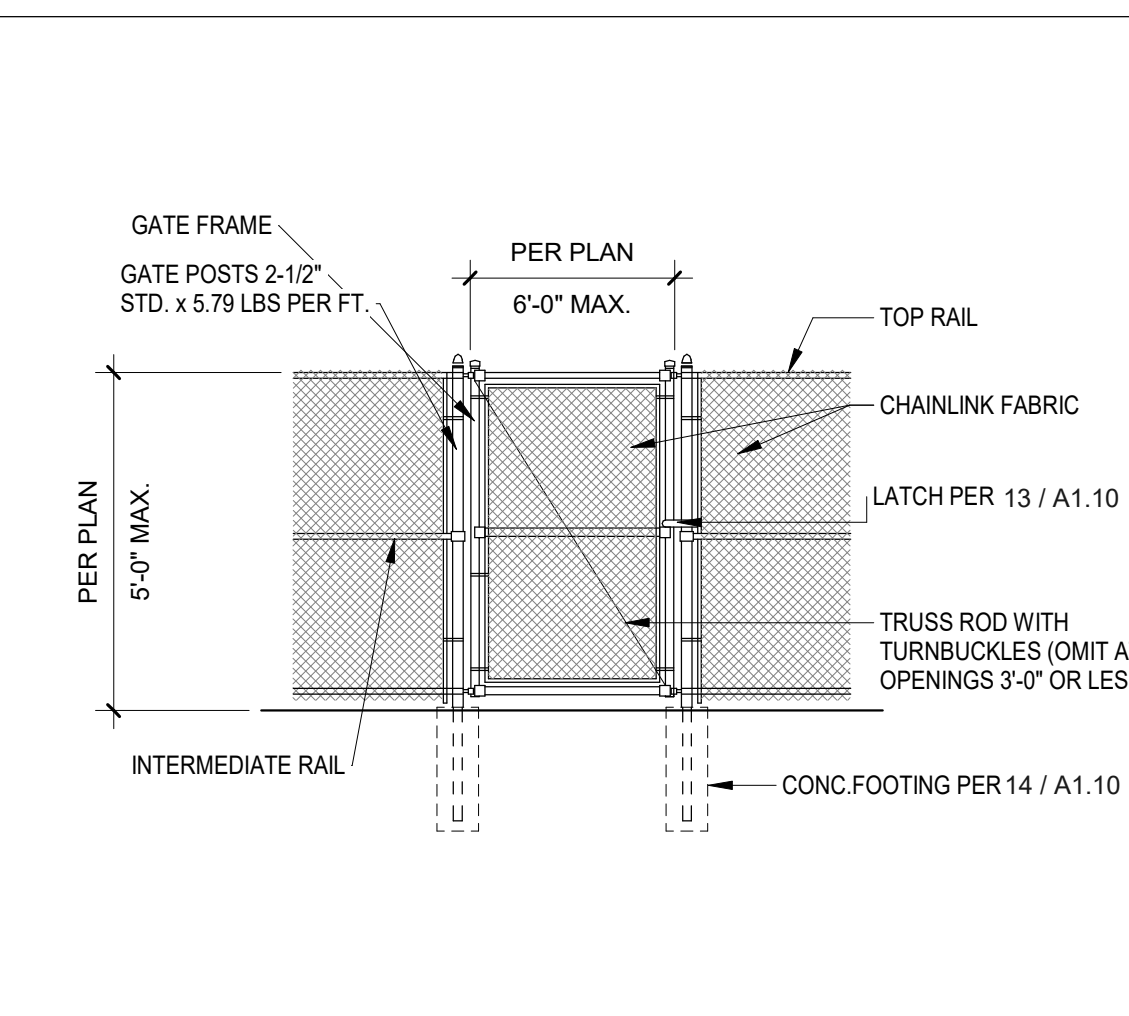 GATE FRAME
GATE POSTS 2-1/2"
STD. x 5.79 LBS PER FT.
PER PLAN
6'-0" MAX.
TOP RAIL
CHAINLINK FABRIC
LATCH PER 13 / A1.10
PER PLAN
5'-0" MAX.
TRUSS ROD WITH
TURNBUCKLES (OMIT
OPENINGS 3'-0" OR
INTERMEDIATE RAIL
CONC.FOOTING PER 14 / A1.10